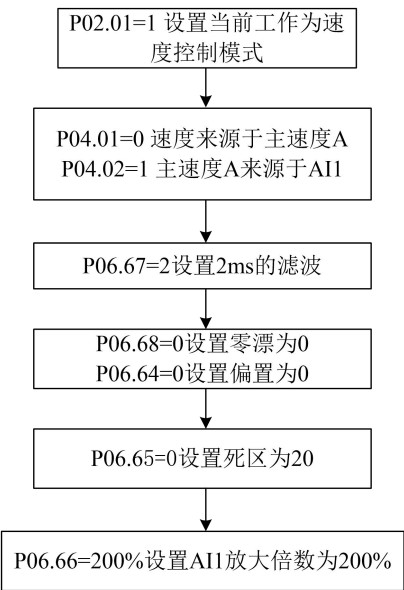 P02.01=1 设置当前工作为速
度控制模式
P04.01=0 速度来源于主速度A
P04.02=1 主速度A来源于AI1
P06.67=2设置2ms的滤波
P06.68=0设置零漂为0
P06.64=0设置偏置为0
P06.65=0设置死区为20
P06.66=200%设置AI1放大倍数为200%